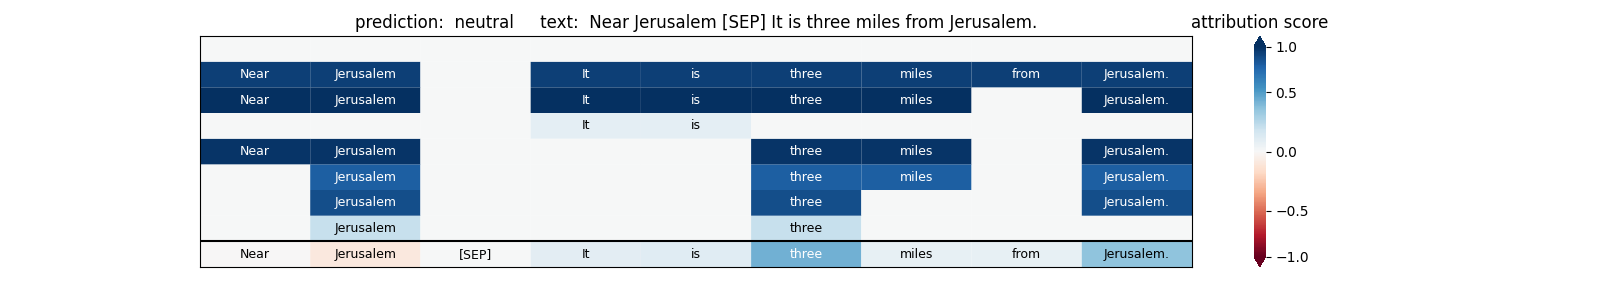 prediction:  neutral     text:  Near Jerusalem [SEP] It is three miles from Jerusalem.     attribution score
Near Jerusalem It is three miles from Jerusalem.
Near Jerusalem It is three miles Jerusalem.
It is
Near Jerusalem three miles Jerusalem.
Jerusalem three miles Jerusalem.
Jerusalem three Jerusalem.
Jerusalem three
Near Jerusalem [SEP] It is three miles from Jerusalem.
1.0
0.5
0.0
−0.5
−1.0